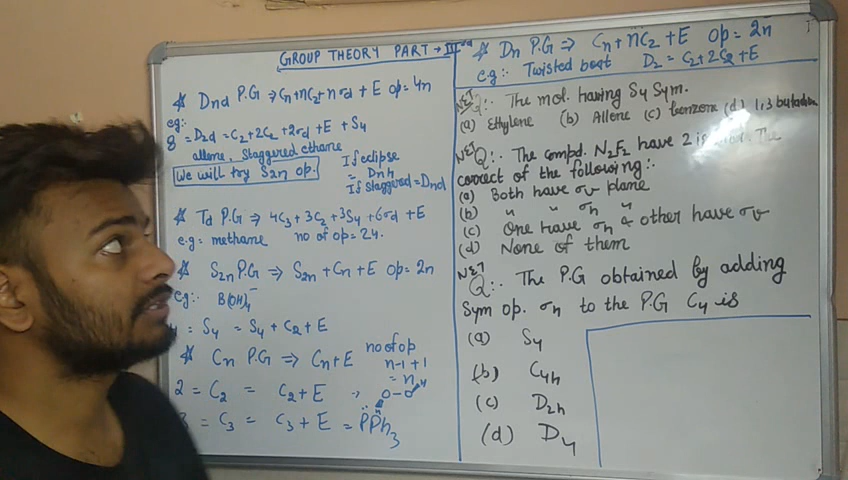 GROUP THEORY PART → III
* Dnd P.G ⇒ Cn+nC2+nσd+E op=4n
eg:-
8 = D2d = C2+2C2+2σd+E+S4
allene, Staggered ethane
We will try S2n op.
If eclipse
= Dnh
If staggered = Dnd
* Td P.G ⇒ 4C3+3C2+3S4+6σd+E
e.g = methane no of op = 24.
* S2n P.G ⇒ S2n+Cn+E op=2n
eg:- B(OH)4-
= S4 = S4+C2+E
* Cn P.G ⇒ Cn+E
no of op
n-1+1
= n
2 = C2 = C2+E
O-O
H
= C3 = C3+E = PPh3
* Dn P.G ⇒ Cn+nC2+E op=2n
e.g:- Twisted boat D2 = C2+2C2+E
NET Q:- The mol. having S4 Sym.
(a) Ethylene (b) Allene (c) benzene (d) 1,3 butadien
NET Q:- The compd. N2F2 have 2 The
correct of the following:-
(a) Both have σv plane
(b) " " σh "
(c) One have σh & other have σv
(d) None of them
NET Q:- The P.G obtained by adding
Sym op. σh to the P.G C4 is
(a) S4
(b) C4h
(c) D2h
(d) D4